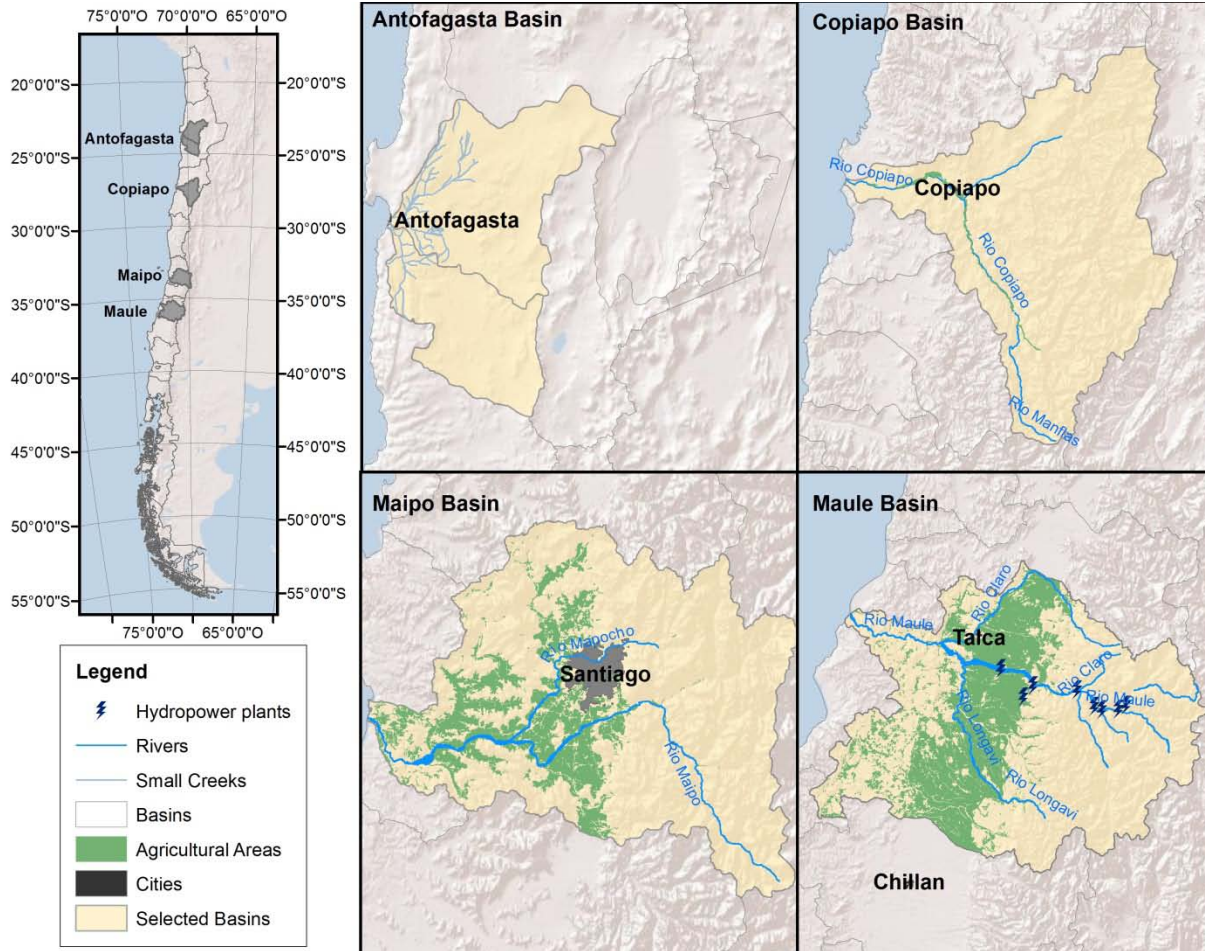 75°0'0"O
70°0'0"O
65°0'0"O
20°0'0"S
20°0'0"S
Antofagasta
25°0'0"S
25°0'0"S
Copiapo
30°0'0"S
30°0'0"S
Maipo
Maule
35°0'0"S
35°0'0"S
40°0'0"S
40°0'0"S
45°0'0"S
45°0'0"S
50°0'0"S
50°0'0"S
55°0'0"S
55°0'0"S
75°0'0"O
65°0'0"O
70°0'0"O
Legend
Hydropower plants
Rivers
Small Creeks
Basins
Agricultural Areas
Cities
Selected Basins
Antofagasta Basin
Antofagasta
Copiapo Basin
Rio Copiapo
Copiapo
Rio Copiapo
Rio Manflas
Maipo Basin
Rio Mapocho
Santiago
Rio Maipo
Maule Basin
Rio Claro
Rio Maule
Talca
Rio Claro
Rio Maule
Rio Longavi
Rio Longavi
Chillan